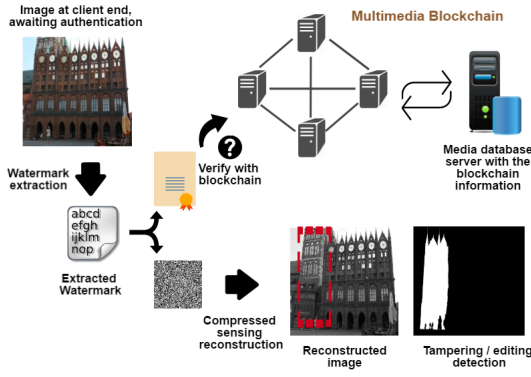 Image at client end,
awaiting authentication
Multimedia Blockchain
Watermark
extraction
abcd
efgh
ijklm
nop
Extracted
Watermark
?
Verify with
blockchain
Media database
server with the
blockchain
information
Compressed
sensing
reconstruction
Reconstructed
image
Tampering / editing
detection